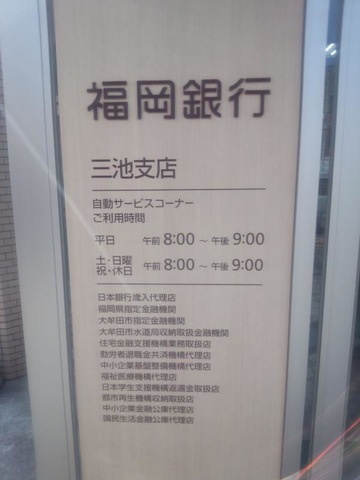 福岡銀行
三池支店
自動サービスコーナー
ご利用時間
平日 午前 8:00 ～ 午後 9:00
土・日曜
祝・休日 午前 8:00 ～ 午後 9:00
日本銀行歳入代理店
福岡県指定金融機関
大牟田市指定金融機関
大牟田市水道局収納取扱金融機関
住宅金融支援機構業務取扱店
勤労者退職金共済機構代理店
中小企業基盤整備機構代理店
福祉医療機構代理店
日本学生支援機構返還金取扱店
都市再生機構収納取扱店
中小企業金融公庫代理店
国民生活金融公庫代理店